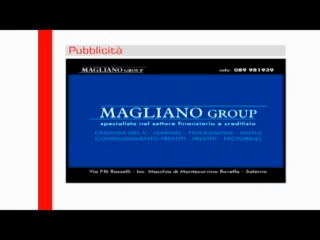 Pubblicità
MAGLIANO GROUP
info: 089 981939
MAGLIANO GROUP
specialista nel settore finanziario e creditizio
CESSIONI DEL V - LEASING - FIDEJUSSIONI - MUTUI
CONSOLIDAMENTO PRESTITI - PRESTITI - FACTORING
Via F.lli Rosselli - loc. Macchia di Montecorvino Rovella - Salerno